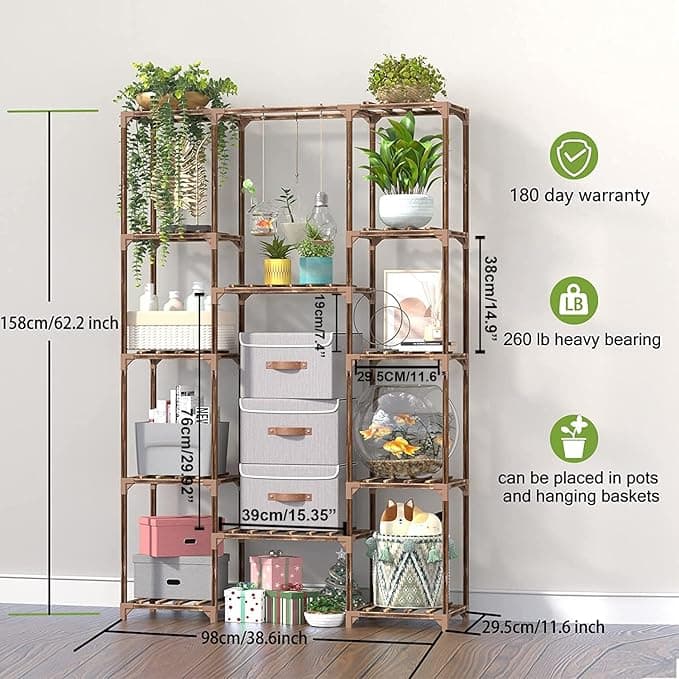 180 day warranty
158cm/62.2 inch
38cm/14.9"
19cm/7.4"
260 lb heavy bearing
LB
29.5CM/11.6"
NEW
76cm/29.92"
can be placed in pots
and hanging baskets
39cm/15.35"
98cm/38.6inch
29.5cm/11.6 inch